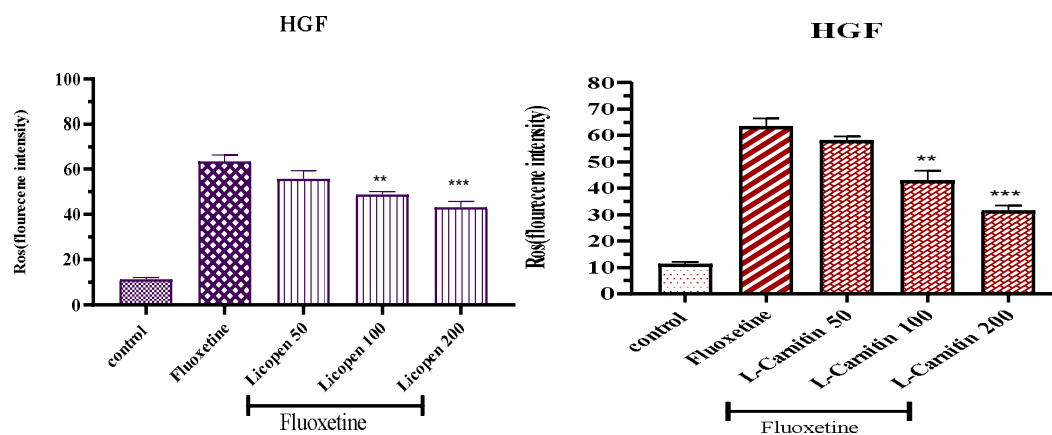 HGF
Ros(flourecene intensity)
100
80
60
40
20
0
**
***
control
Fluoxetine
Licopen 50
Licopen 100
Licopen 200
Fluoxetine
HGF
Ros(flourecene intensity)
80
70
60
50
40
30
20
10
0
**
***
control
Fluoxetine
L-Carnitin 50
L-Carnitin 100
L-Carnitin 200
Fluoxetine